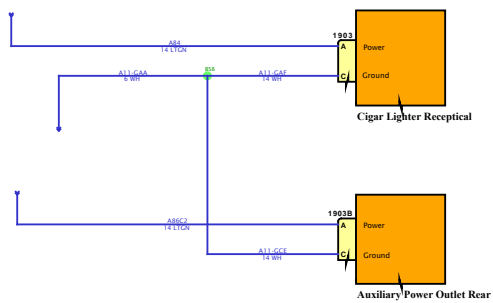 1903
A84
14 LTGN
A
Power
A11-GAA
6 WH
858
A11-GAF
14 WH
C
Ground
Cigar Lighter Receptical
1903B
A86C2
14 LTGN
A
Power
A11-GCE
14 WH
C
Ground
Auxiliary Power Outlet Rear